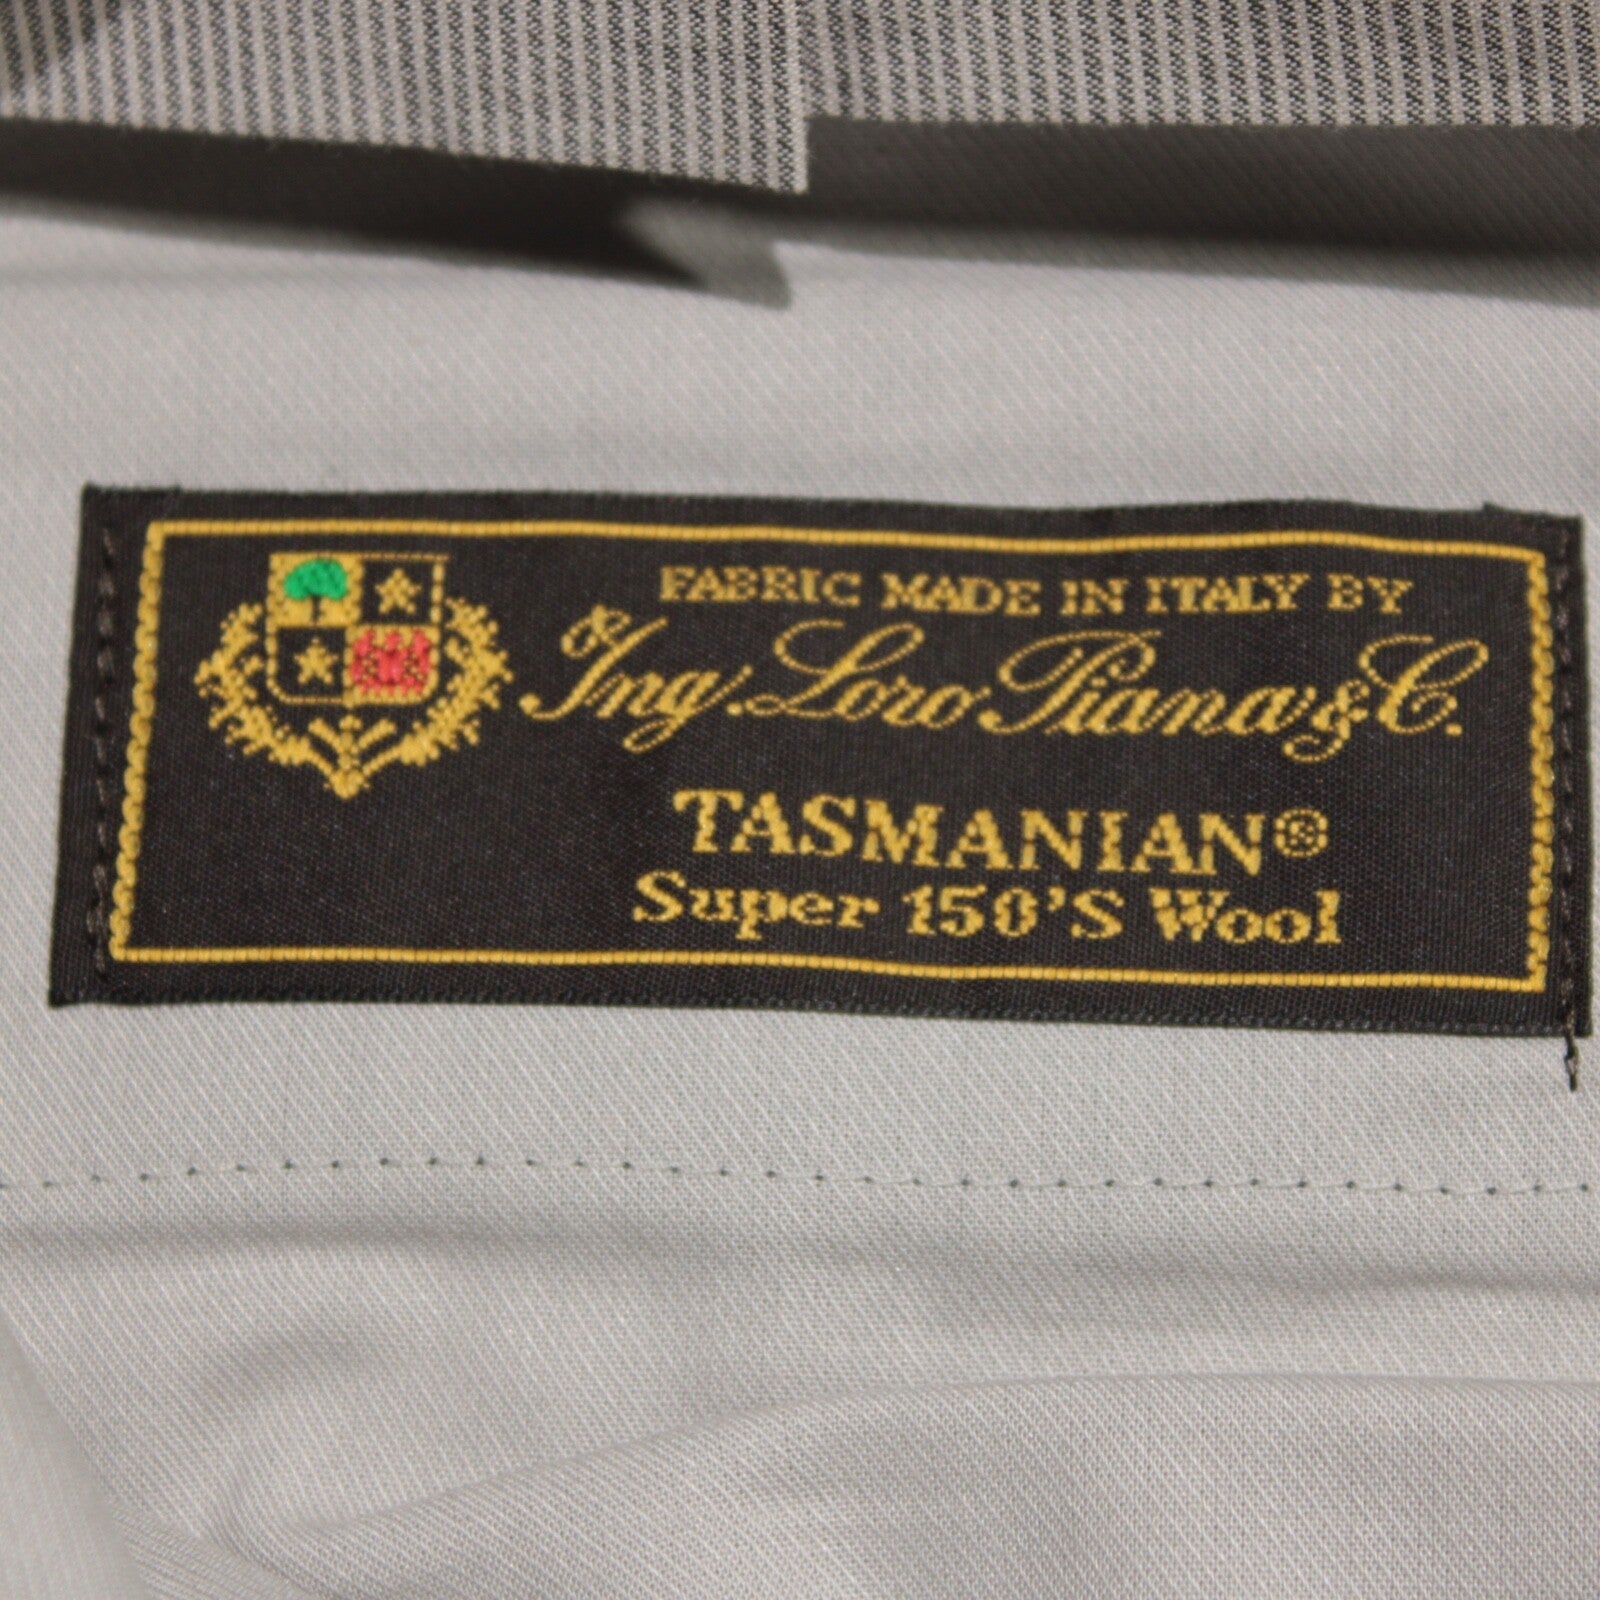 FABRIC MADE IN ITALY BY
Ing. Loro Piana & C.
TASMANIAN®
Super 150'S Wool